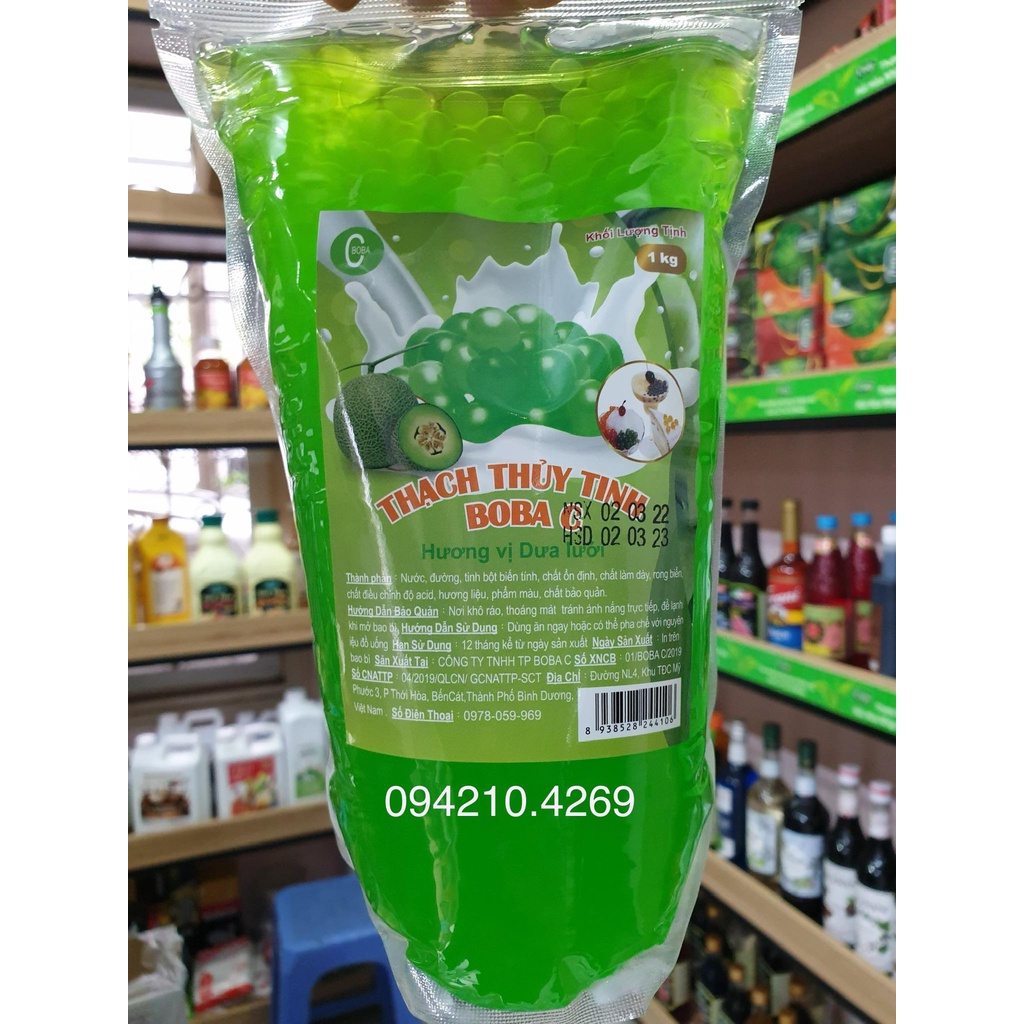 C
BOBA
Khối Lượng Tịnh
1 kg
THẠCH THỦY TINH
BOBA C
NSX 02 03 22
HSD 02 03 23
Hương vị Dưa lưới
Thành phần : Nước, đường, tinh bột biến tính, chất ổn định, chất làm dày, rong biển,
chất điều chỉnh độ acid, hương liệu, phẩm màu, chất bảo quản.
Hướng Dẫn Bảo Quản : Nơi khô ráo, thoáng mát tránh ánh nắng trực tiếp, để lạnh
khi mở bao bì. Hướng Dẫn Sử Dụng : Dùng ăn ngay hoặc có thể pha chế với nguyên
liệu đồ uống Hạn Sử Dụng : 12 tháng kể từ ngày sản xuất Ngày Sản Xuất : In trên
bao bì Sản Xuất Tại : CÔNG TY TNHH TP BOBA C Số XNCB : 01/BOBA C/2019
Số CNATTP : 04/2019/QLCN/ GCNATTP-SCT Địa Chỉ : Đường NL4, Khu TĐC Mỹ
Phước 3, P Thới Hòa, BếnCát,Thành Phố Bình Dương,
Việt Nam . Số Điện Thoại : 0978-059-969
8 938528 244106
094210.4269